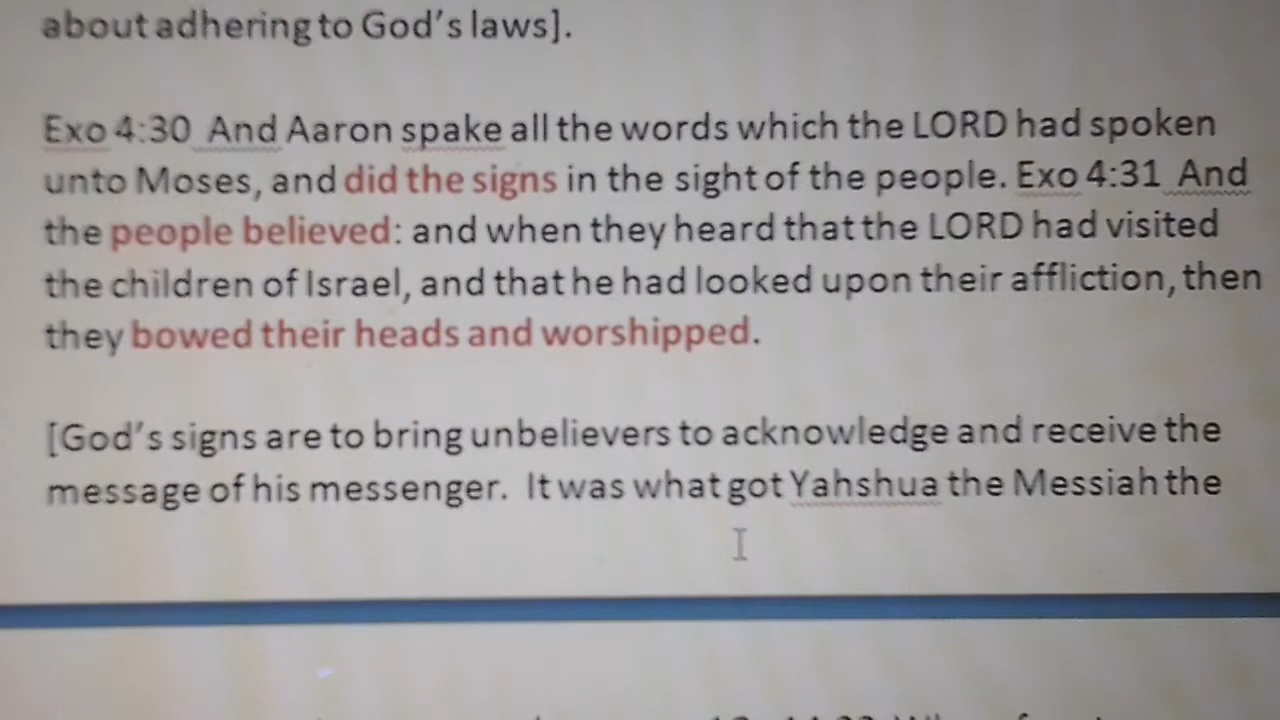 about adhering to God's laws].
Exo 4:30 And Aaron spake all the words which the LORD had spoken
unto Moses, and did the signs in the sight of the people. Exo 4:31 And
the people believed: and when they heard that the LORD had visited
the children of Israel, and that he had looked upon their affliction, then
they bowed their heads and worshipped.
[God's signs are to bring unbelievers to acknowledge and receive the
message of his messenger. It was what got Yahshua the Messiah the